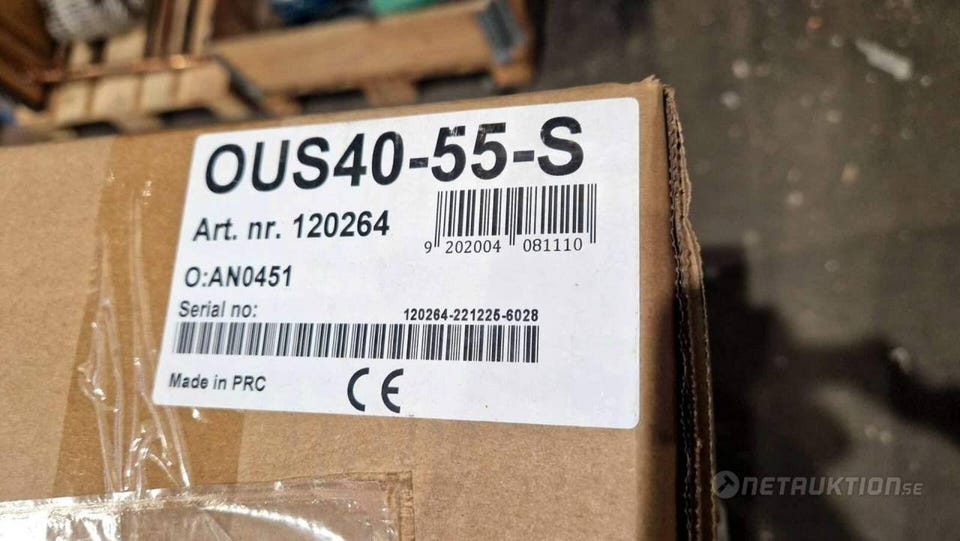 OUS40-55-S
Art. nr. 120264
9 202004 081110
O:AN0451
Serial no: 120264-221225-6028
Made in PRC CE
NETAUKTION.SE